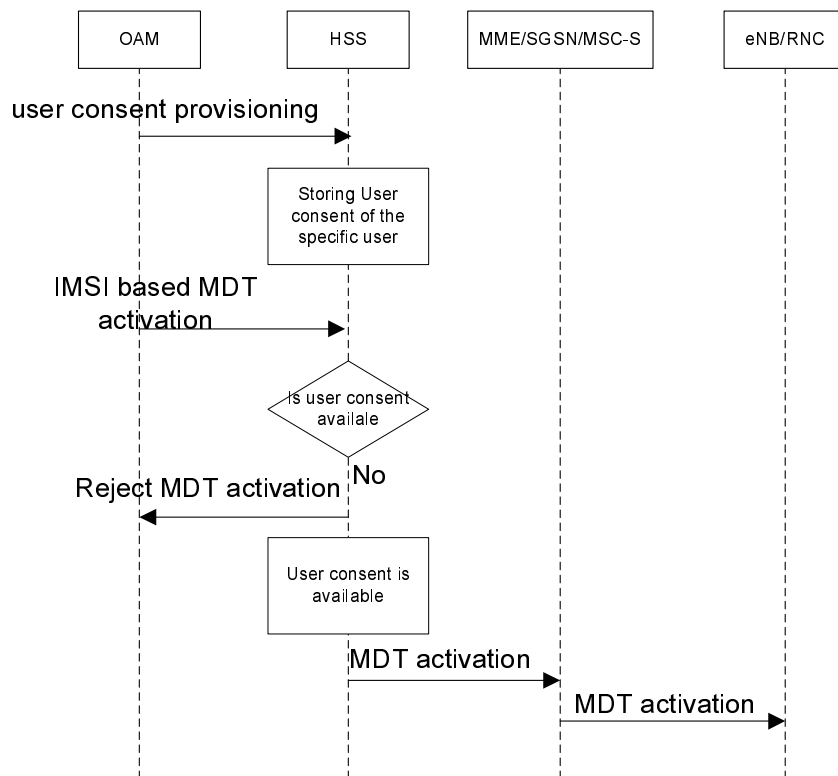 OAM
HSS
MME/SGSN/MSC-S
eNB/RNC
user consent provisioning
Storing User
consent of the
specific user
IMSI based MDT
activation
Is user consent
availale
No
Reject MDT activation
User consent is
available
MDT activation
MDT activation